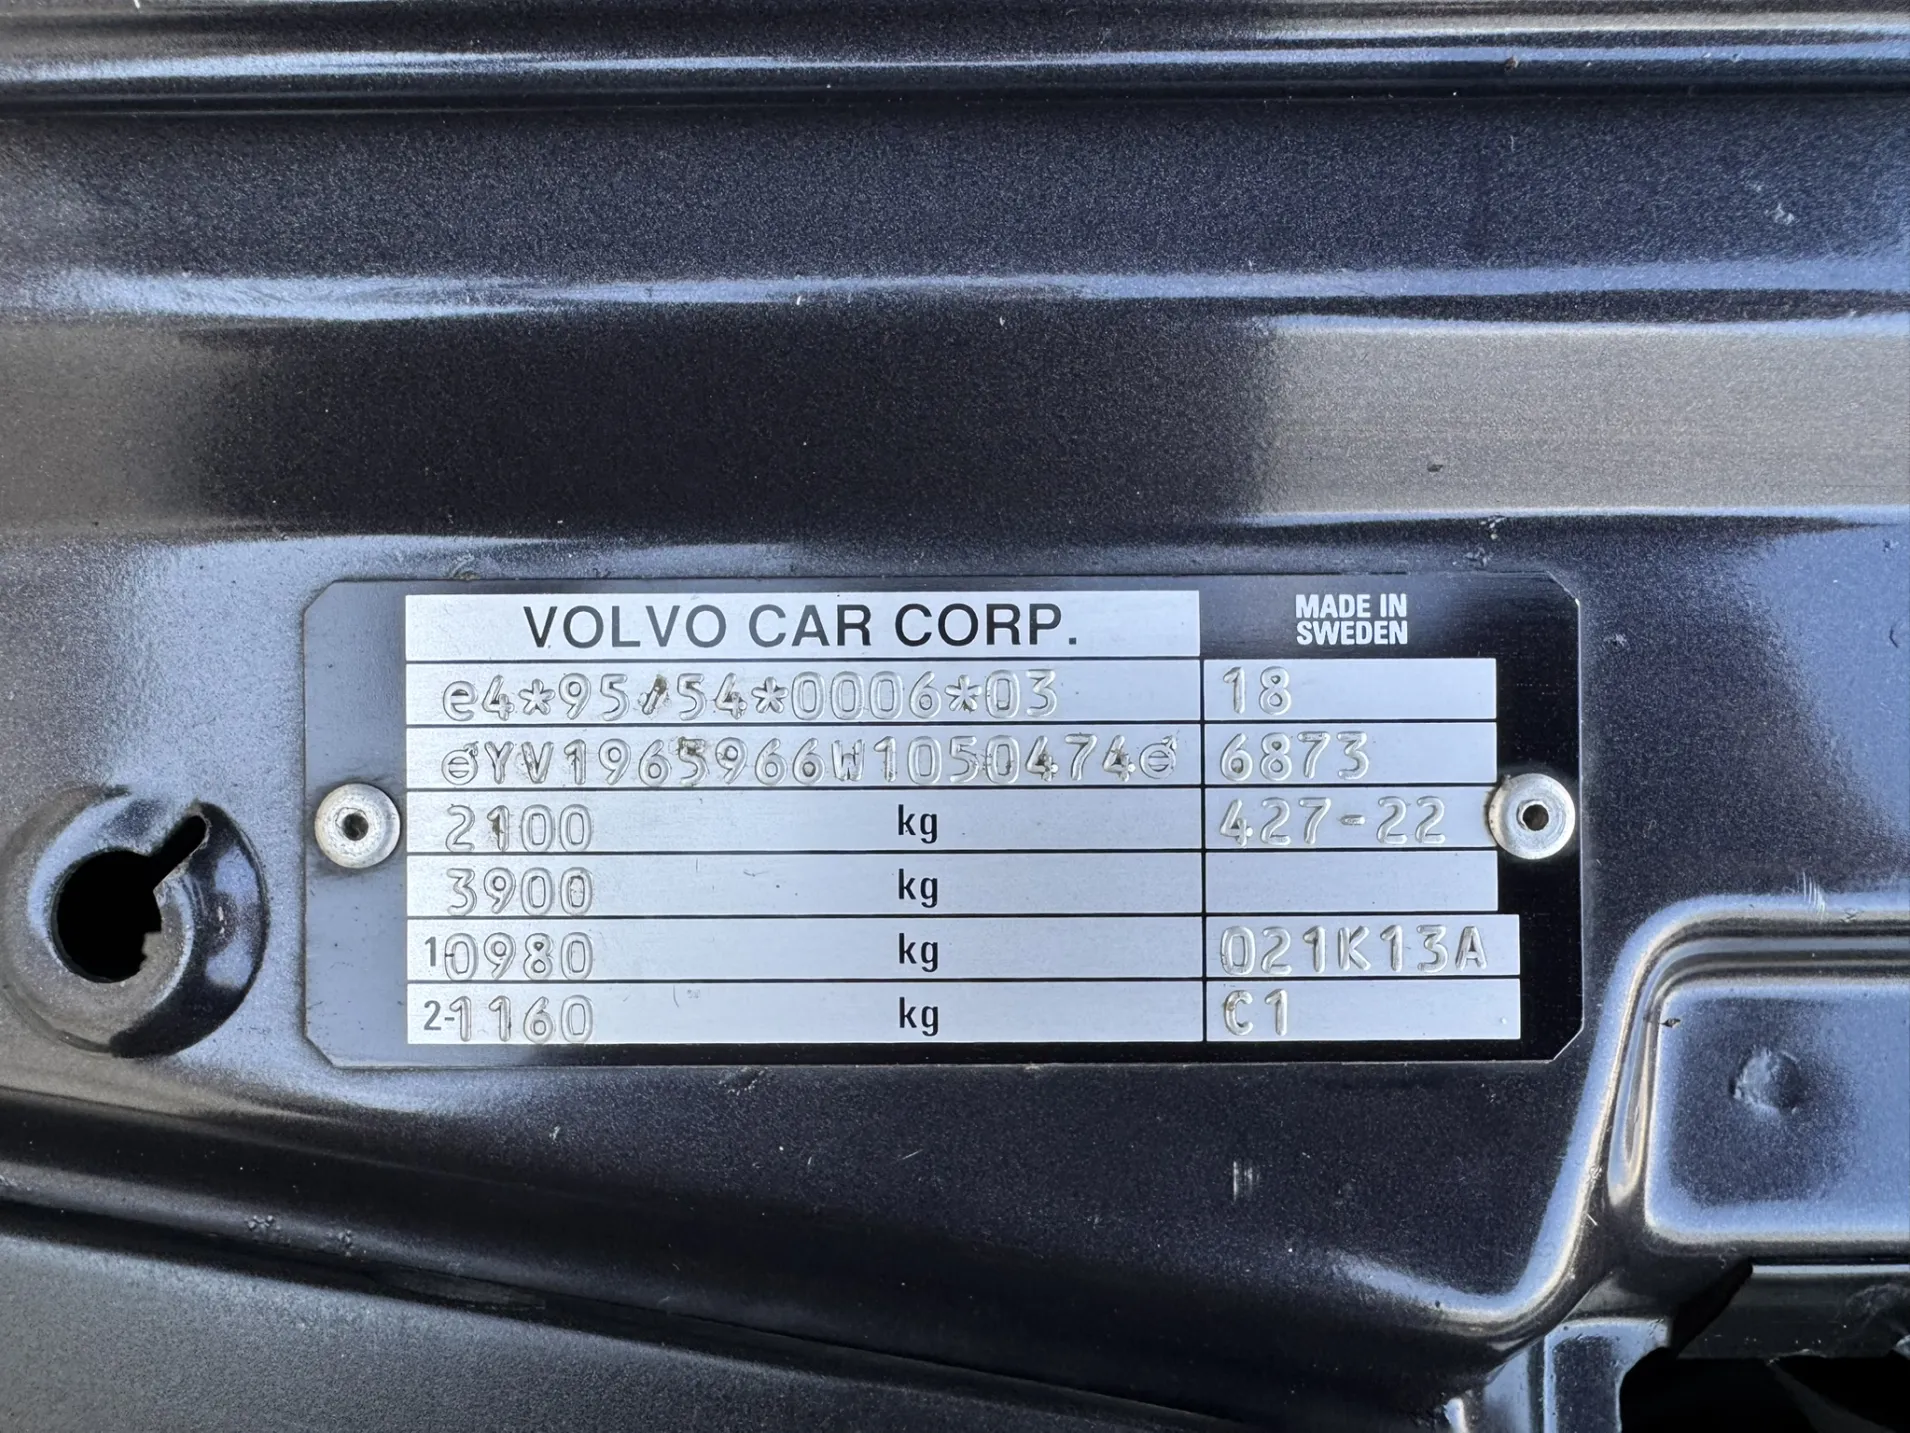 VOLVO CAR CORP.
MADE IN
SWEDEN
e4*95/54*0006*03 18
YV1965966W1050474 6873
2100 kg 427-22
3900 kg
1-0980 kg 021K13A
2-1160 kg C1